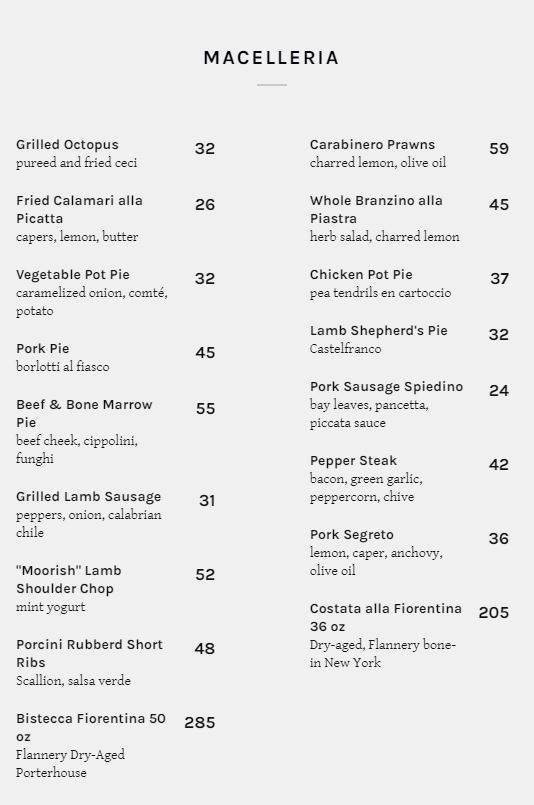 MACELLERIA
Grilled Octopus 32
pureed and fried ceci
Fried Calamari alla 26
Picatta
capers, lemon, butter
Vegetable Pot Pie 32
caramelized onion, comté,
potato
Pork Pie 45
borlotti al fiasco
Beef & Bone Marrow 55
Pie
beef cheek, cippolini,
funghi
Grilled Lamb Sausage 31
peppers, onion, calabrian
chile
"Moorish" Lamb 52
Shoulder Chop
mint yogurt
Porcini Rubberd Short 48
Ribs
Scallion, salsa verde
Bistecca Fiorentina 50 285
oz
Flannery Dry-Aged
Porterhouse
Carabinero Prawns 59
charred lemon, olive oil
Whole Branzino alla 45
Piastra
herb salad, charred lemon
Chicken Pot Pie 37
pea tendrils en cartoccio
Lamb Shepherd's Pie 32
Castelfranco
Pork Sausage Spiedino 24
bay leaves, pancetta,
piccata sauce
Pepper Steak 42
bacon, green garlic,
peppercorn, chive
Pork Segreto 36
lemon, caper, anchovy,
olive oil
Costata alla Fiorentina 205
36 oz
Dry-aged, Flannery bone-
in New York